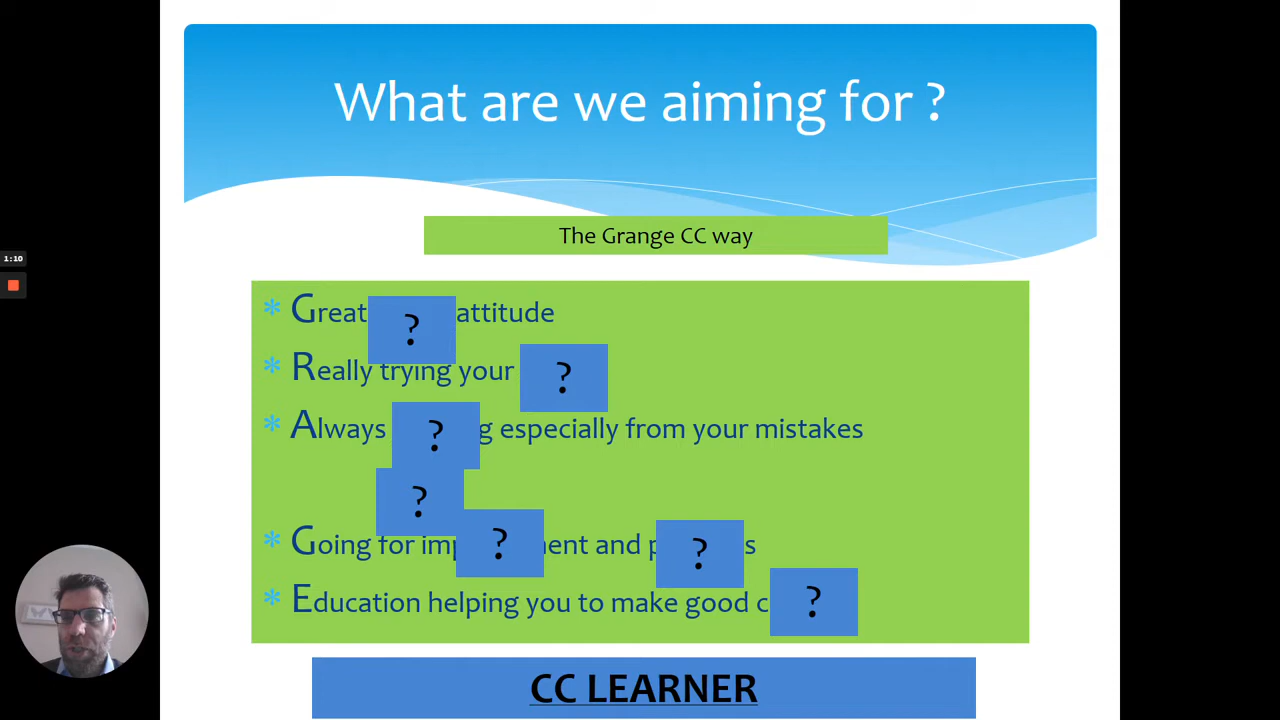 What are we aiming for ?
The Grange CC way
1:10
* Great ? attitude
* Really trying your ?
* Always ? g especially from your mistakes
?
* Going for imp ? ent and p ? s
* Education helping you to make good c ?
CC LEARNER